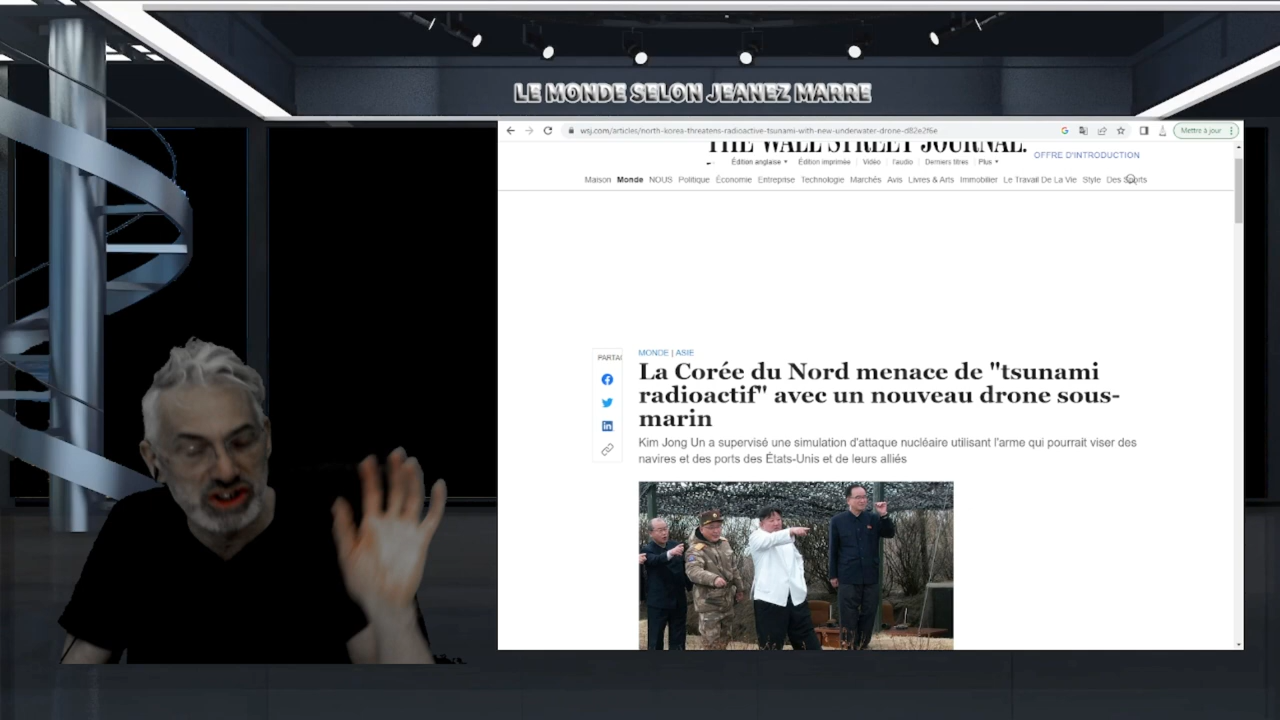 LE MONDE SELON JEANEZ MARRE
wsj.com/articles/north-korea-threatens-radioactive-tsunami-with-new-underwater-drone-d82e2f6e
Mettre à jour
THE WALL STREET JOURNAL.
OFFRE D'INTRODUCTION
Édition anglaise Édition imprimée Vidéo l'audio Derniers titres Plus
Maison Monde NOUS Politique Économie Entreprise Technologie Marchés Avis Livres & Arts Immobilier Le Travail De La Vie Style Des Sports
MONDE | ASIE
PARTAI
La Corée du Nord menace de "tsunami
radioactif" avec un nouveau drone sous-
marin
Kim Jong Un a supervisé une simulation d'attaque nucléaire utilisant l'arme qui pourrait viser des
navires et des ports des États-Unis et de leurs alliés